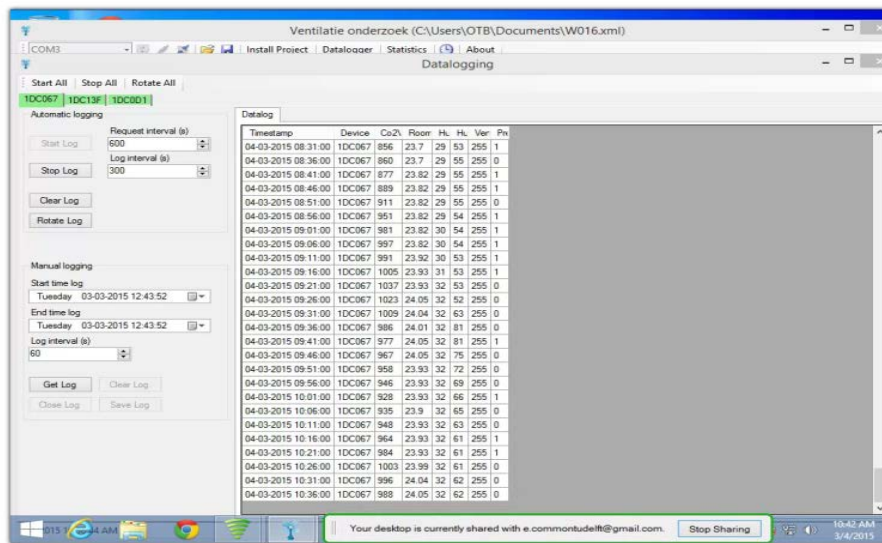 Ventilatie onderzoek (C:\Users\OTB\Documents\W016.xml)
COM3 Install Project Datalogger Statistics About
Datalogging
Start All Stop All Rotate All
1DC067 1DC13F 1DC0D1
Automatic logging
Request interval (s)
Start Log 600
Log interval (s)
Stop Log 300
Clear Log
Rotate Log
Manual logging
Start time log
Tuesday 03-03-2015 12:43:52
End time log
Tuesday 03-03-2015 12:43:52
Log interval (s)
60
Get Log Clear Log
Close Log Save Log
Datalog
Timestamp Device Co2\ Room Hu Hu Ver Pre
04-03-2015 08:31:00 1DC067 856 23.7 29 53 255 1
04-03-2015 08:36:00 1DC067 860 23.7 29 55 255 0
04-03-2015 08:41:00 1DC067 877 23.82 29 55 255 1
04-03-2015 08:46:00 1DC067 889 23.82 29 55 255 1
04-03-2015 08:51:00 1DC067 911 23.82 29 55 255 0
04-03-2015 08:56:00 1DC067 951 23.82 29 54 255 1
04-03-2015 09:01:00 1DC067 981 23.82 30 54 255 1
04-03-2015 09:06:00 1DC067 997 23.82 30 54 255 1
04-03-2015 09:11:00 1DC067 991 23.92 30 53 255 1
04-03-2015 09:16:00 1DC067 1005 23.93 31 53 255 1
04-03-2015 09:21:00 1DC067 1037 23.93 32 53 255 0
04-03-2015 09:26:00 1DC067 1023 24.05 32 52 255 0
04-03-2015 09:31:00 1DC067 1009 24.04 32 63 255 0
04-03-2015 09:36:00 1DC067 986 24.01 32 81 255 0
04-03-2015 09:41:00 1DC067 977 24.05 32 81 255 1
04-03-2015 09:46:00 1DC067 967 24.05 32 75 255 0
04-03-2015 09:51:00 1DC067 958 23.93 32 72 255 0
04-03-2015 09:56:00 1DC067 946 23.93 32 69 255 0
04-03-2015 10:01:00 1DC067 928 23.93 32 66 255 1
04-03-2015 10:06:00 1DC067 935 23.9 32 65 255 0
04-03-2015 10:11:00 1DC067 948 23.93 32 63 255 0
04-03-2015 10:16:00 1DC067 964 23.93 32 61 255 1
04-03-2015 10:21:00 1DC067 984 23.93 32 61 255 1
04-03-2015 10:26:00 1DC067 1003 23.99 32 61 255 0
04-03-2015 10:31:00 1DC067 996 24.04 32 62 255 0
04-03-2015 10:36:00 1DC067 988 24.05 32 62 255 0
Your desktop is currently shared with e.commontudelft@gmail.com. Stop Sharing
10:42 AM
3/4/2015